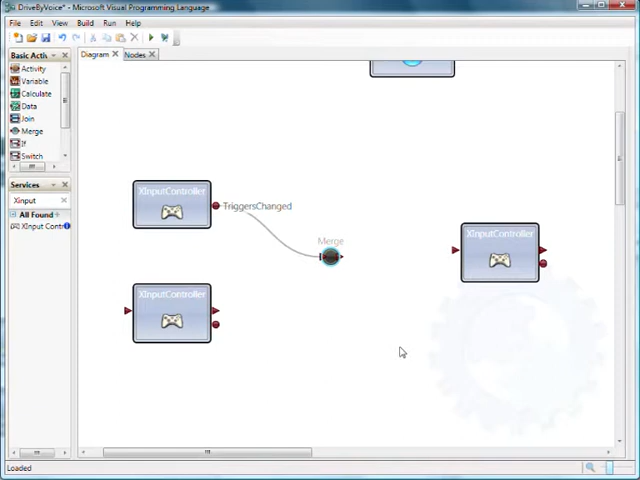 DriveByVoice* - Microsoft Visual Programming Language
File Edit View Build Run Help
Basic Acti
Diagram Nodes
Activity
Variable
Calculate
Data
Join
Merge
If
Switch
Services
Xinput
All Found
XInput Contr
XInputController
TriggersChanged
Merge
XInputController
XInputController
Loaded